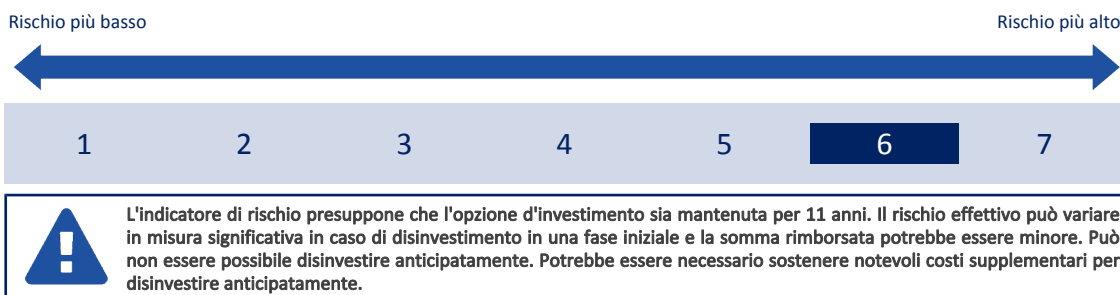 Rischio più basso Rischio più alto
1 2 3 4 5 6 7
L'indicatore di rischio presuppone che l'opzione d'investimento sia mantenuta per 11 anni. Il rischio effettivo può variare
in misura significativa in caso di disinvestimento in una fase iniziale e la somma rimborsata potrebbe essere minore. Può
non essere possibile disinvestire anticipatamente. Potrebbe essere necessario sostenere notevoli costi supplementari per
disinvestire anticipatamente.